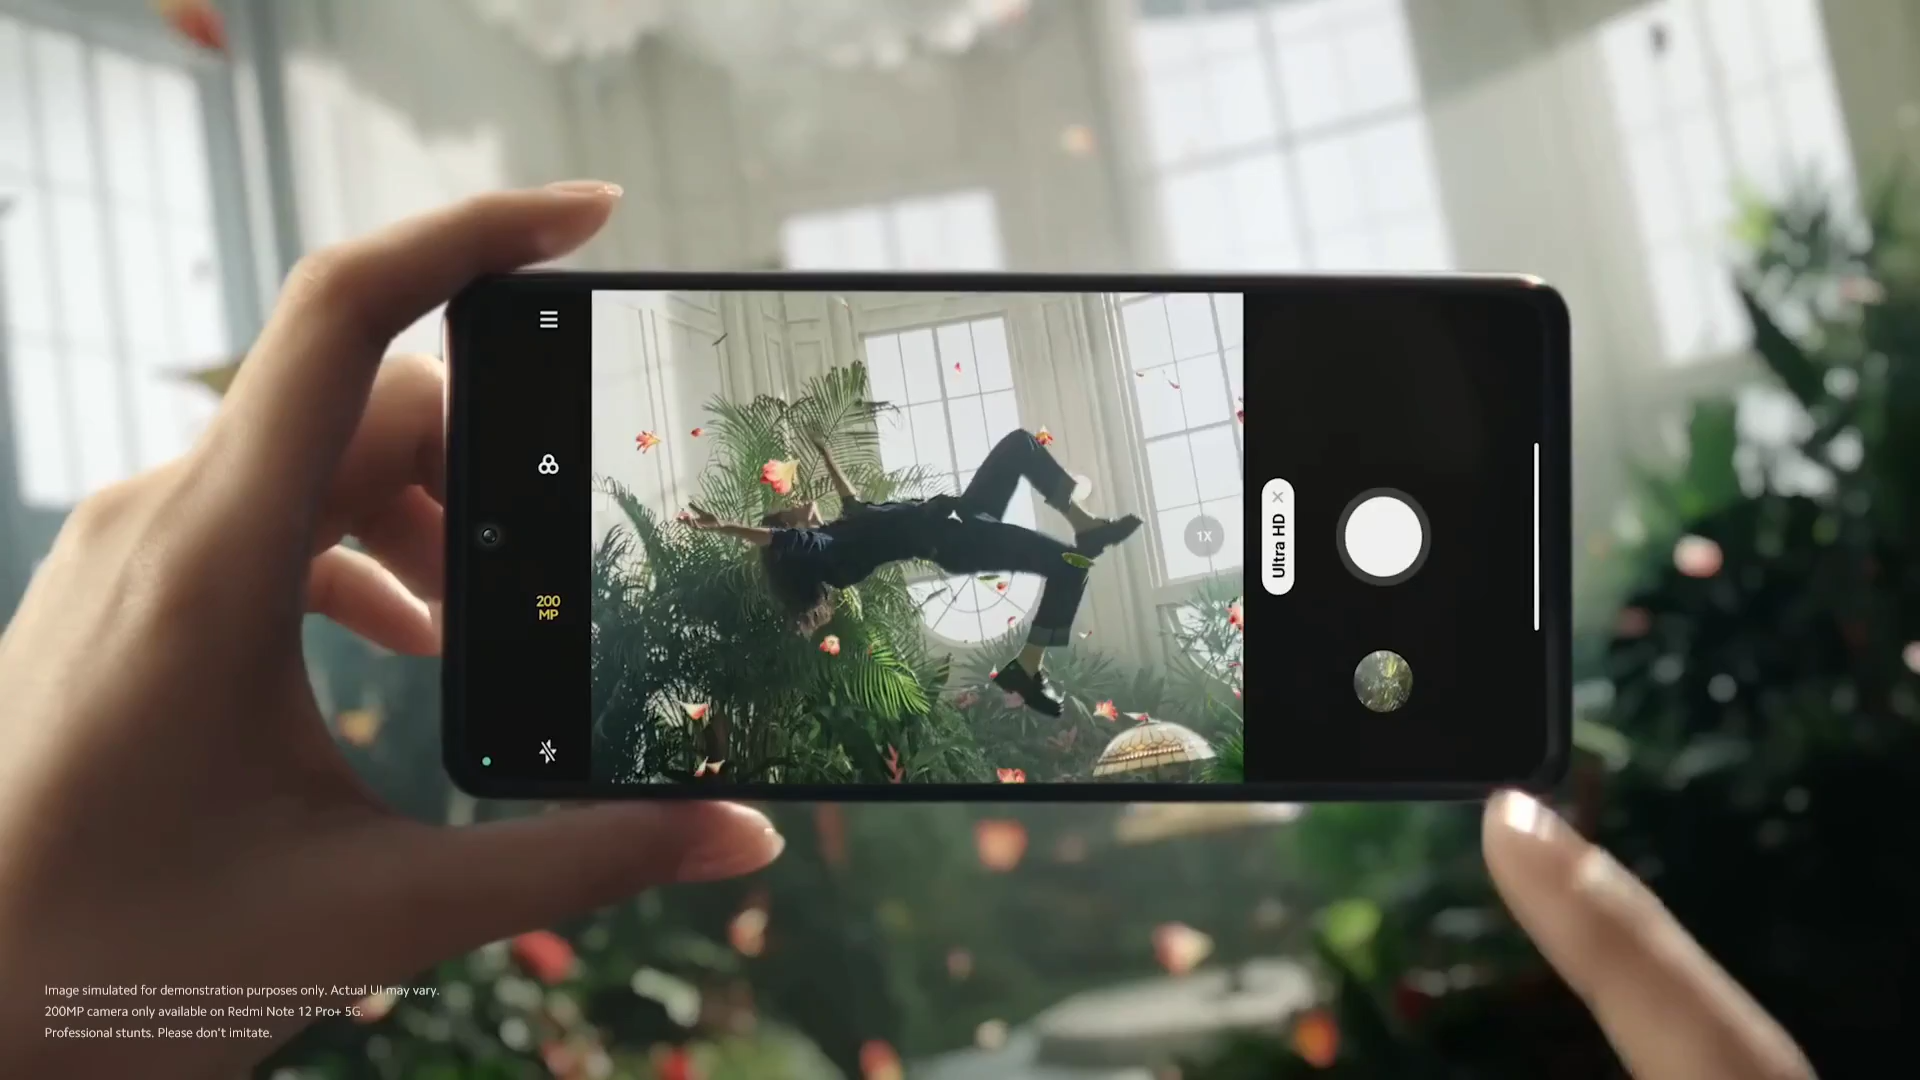 200
MP
1X
Ultra HD
Image simulated for demonstration purposes only. Actual UI may vary.
200MP camera only available on Redmi Note 12 Pro+ 5G.
Professional stunts. Please don't imitate.